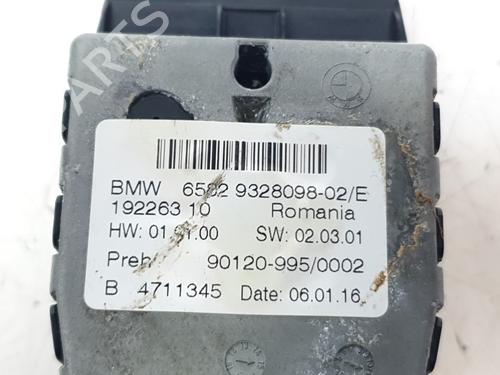 BMW 6582 9328098-02/E
192263 10 Romania
HW: 01.01.00 SW: 02.03.01
Preh 90120-995/0002
B 4711345 Date: 06.01.16